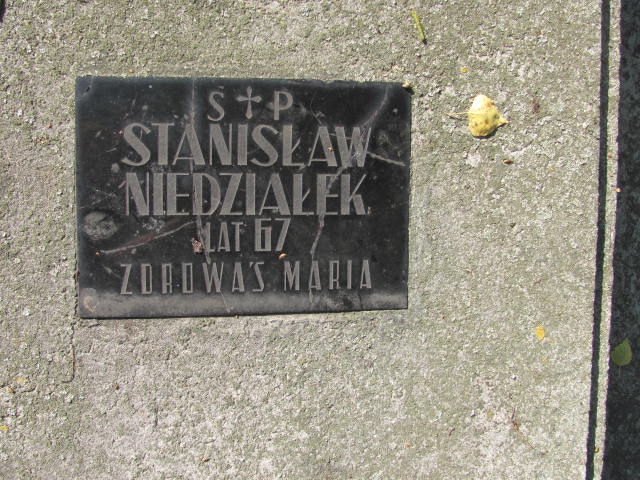 S✝P
STANISŁAW
NIEDZIAŁEK
LAT 67
ZDROWAŚ MARIA